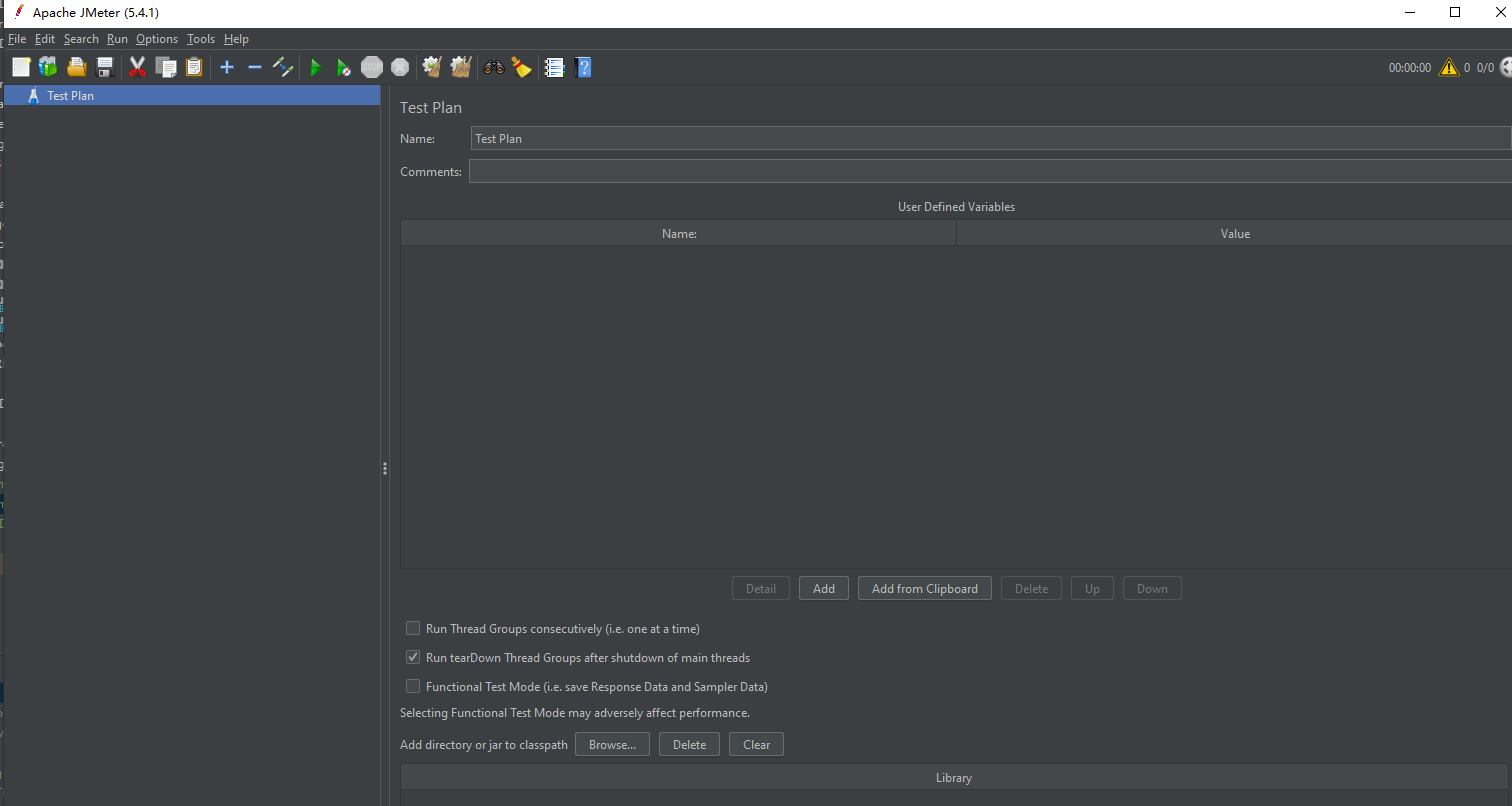 Apache JMeter (5.4.1)
File Edit Search Run Options Tools Help
00:00:00 0 0/0
Test Plan
Test Plan
Name: Test Plan
Comments:
User Defined Variables
Name: Value
Detail Add Add from Clipboard Delete Up Down
Run Thread Groups consecutively (i.e. one at a time)
Run tearDown Thread Groups after shutdown of main threads
Functional Test Mode (i.e. save Response Data and Sampler Data)
Selecting Functional Test Mode may adversely affect performance.
Add directory or jar to classpath Browse... Delete Clear
Library